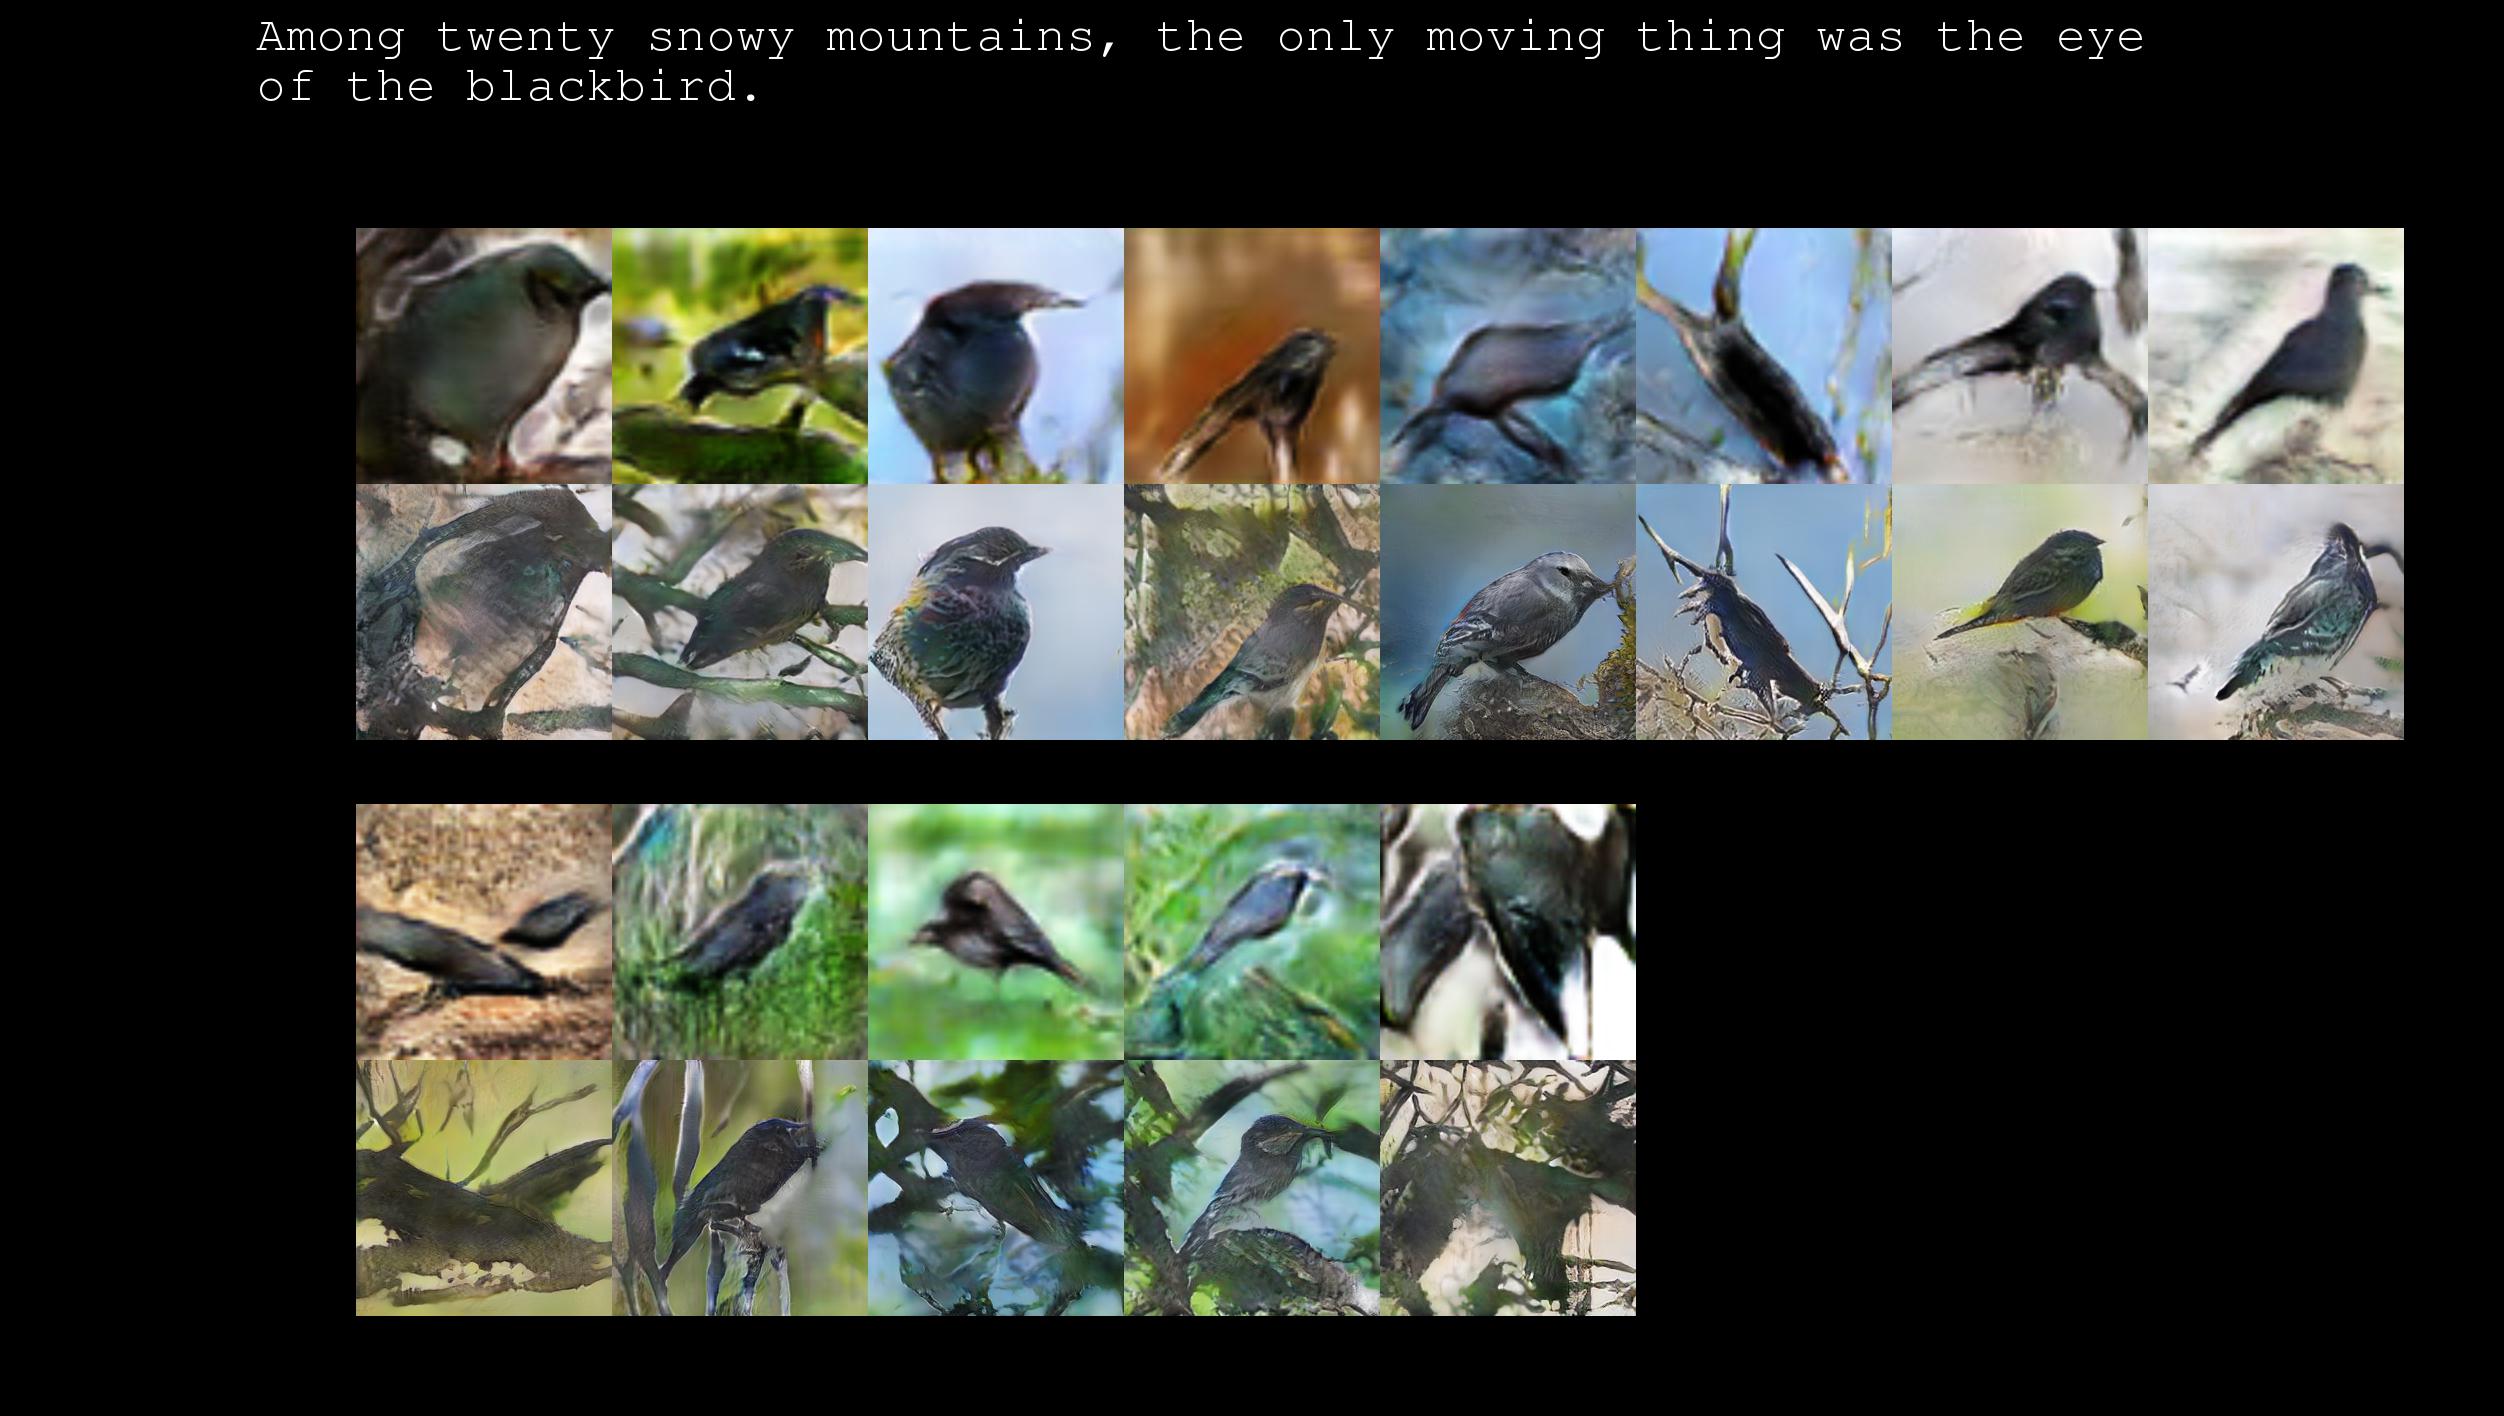 Among twenty snowy mountains, the only moving thing was the eye
of the blackbird.